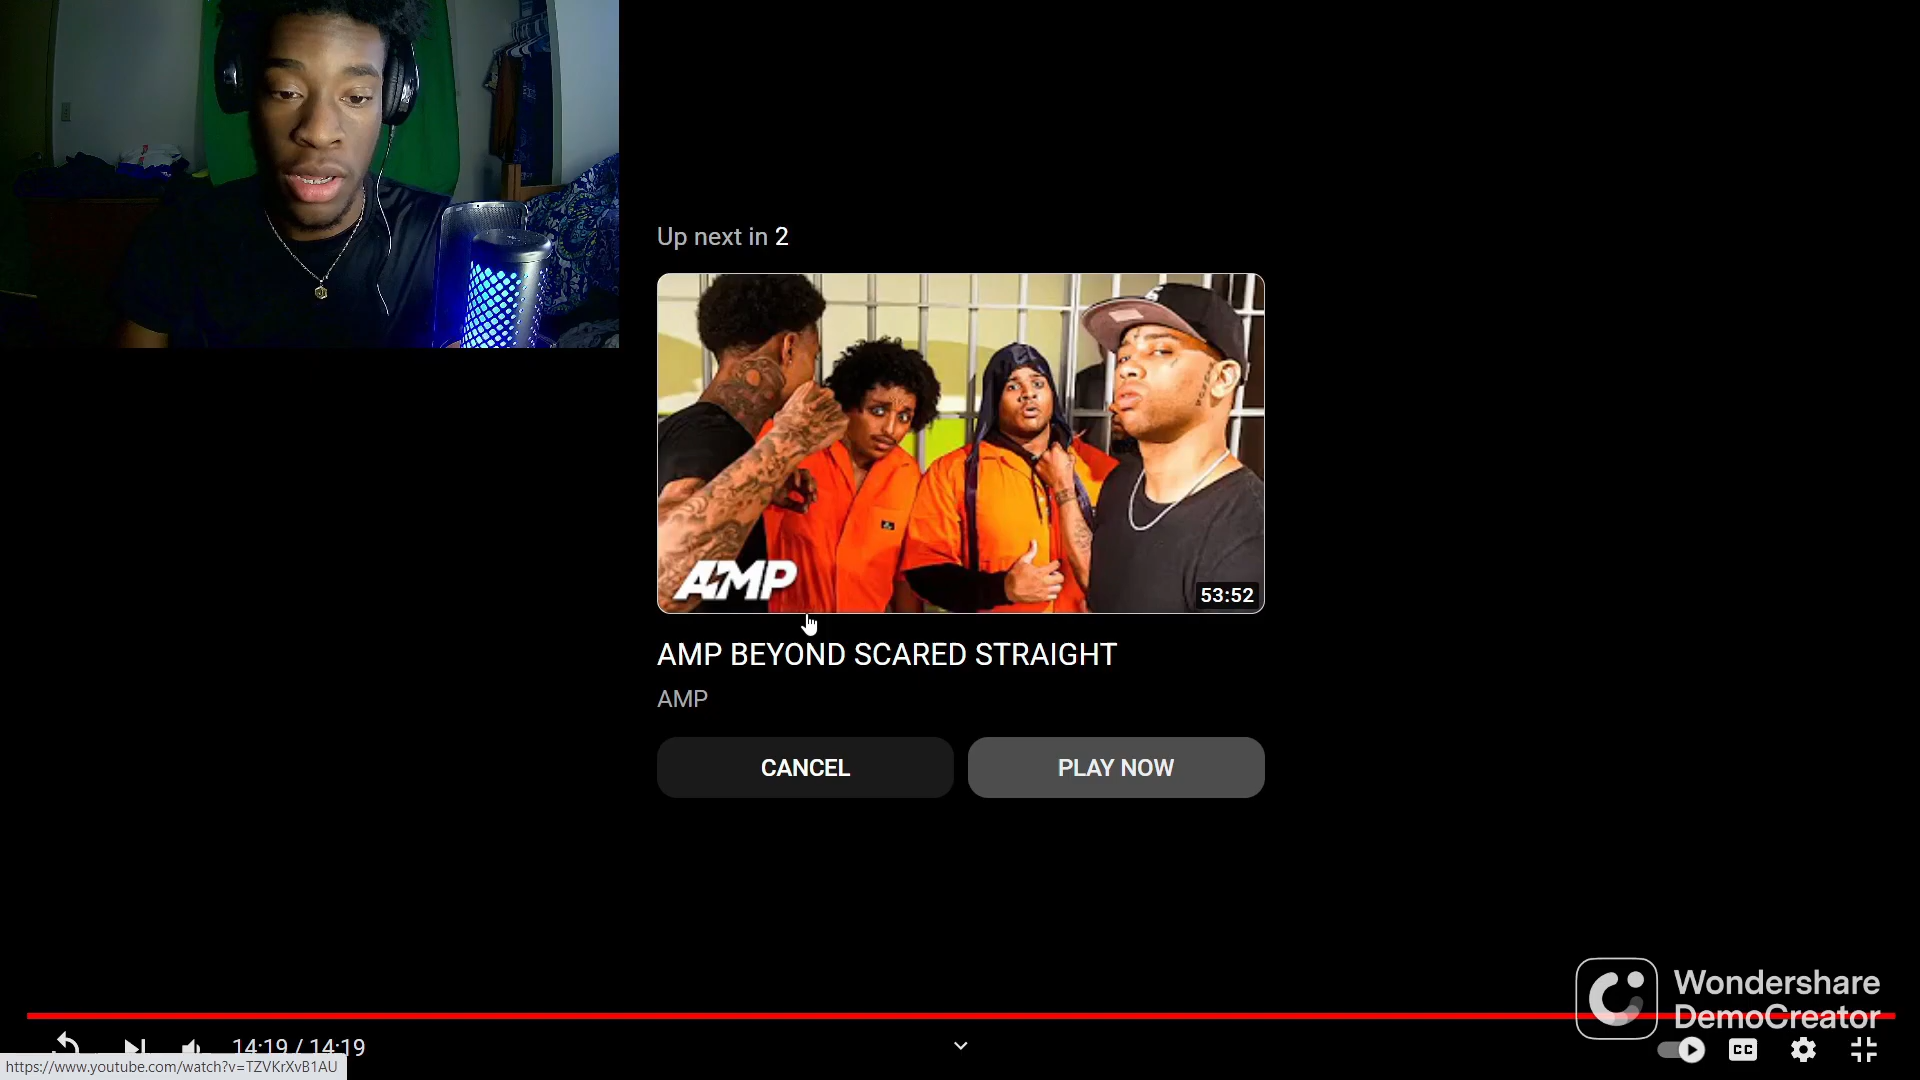 Up next in 2
AMP
53:52
AMP BEYOND SCARED STRAIGHT
AMP
CANCEL
PLAY NOW
Wondershare
DemoCreator
14:19 / 14:19
CC
https://www.youtube.com/watch?v=TZVKrXvB1AU